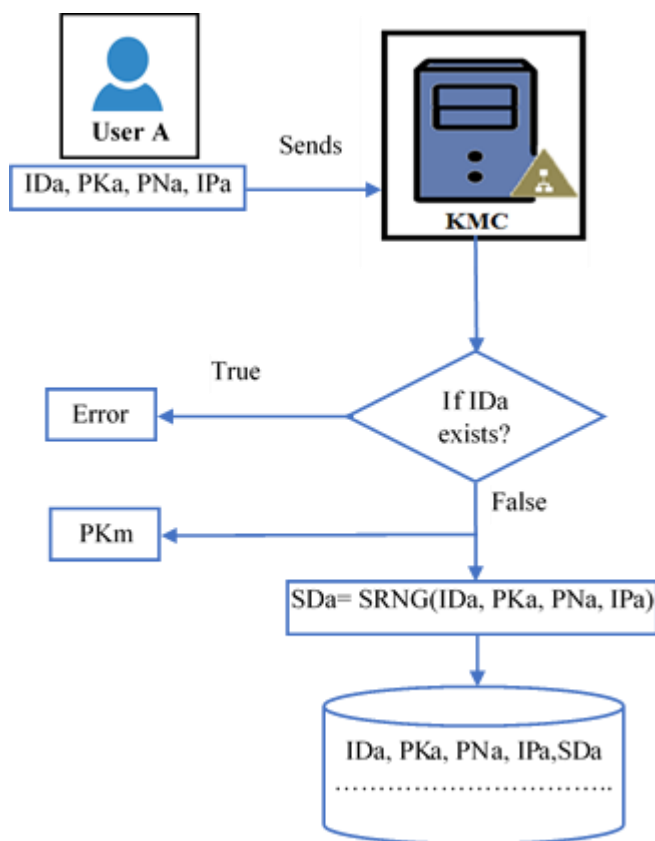 User A
IDa, PKa, PNa, IPa
Sends
KMC
True
Error
If IDa
exists?
False
PKm
SDa= SRNG(IDa, PKa, PNa, IPa)
IDa, PKa, PNa, IPa,SDa
.....................................